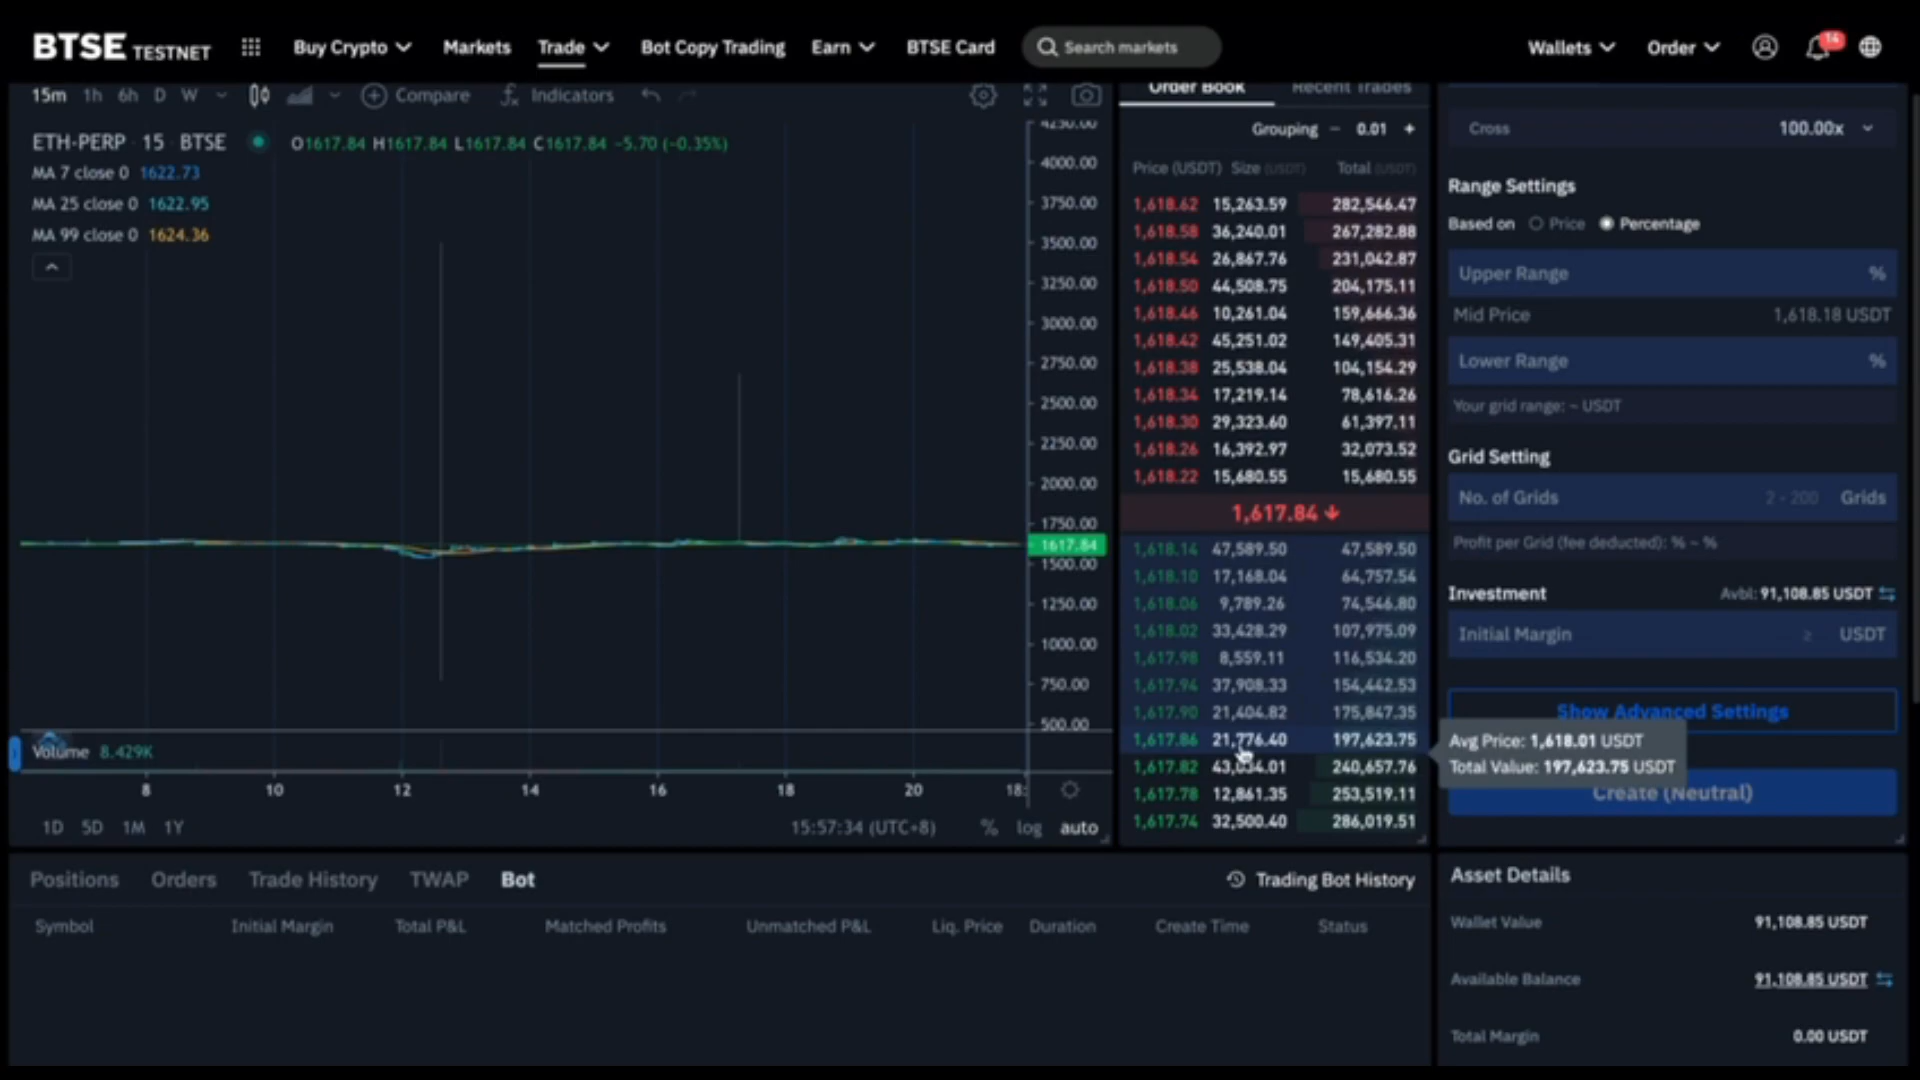 BTSE TESTNET Buy Crypto Markets Trade Bot Copy Trading Earn BTSE Card Search markets Wallets Order 14
15m 1h 6h D W Compare Indicators
ETH-PERP · 15 · BTSE O1617.84 H1617.84 L1617.84 C1617.84 -5.70 (-0.35%)
MA 7 close 0 1622.73
MA 25 close 0 1622.95
MA 99 close 0 1624.36
4250.00
4000.00
3750.00
3500.00
3250.00
3000.00
2750.00
2500.00
2250.00
2000.00
1750.00
1617.84
1500.00
1250.00
1000.00
750.00
500.00
Volume 8.429K
8 10 12 14 16 18 20 18:
1D 5D 1M 1Y 15:57:34 (UTC+8) % log auto
Order Book Recent Trades
Grouping - 0.01 +
Price (USDT) Size (USDT) Total (USDT)
1,618.62 15,263.59 282,546.47
1,618.58 36,240.01 267,282.88
1,618.54 26,867.76 231,042.87
1,618.50 44,508.75 204,175.11
1,618.46 10,261.04 159,666.36
1,618.42 45,251.02 149,405.31
1,618.38 25,538.04 104,154.29
1,618.34 17,219.14 78,616.26
1,618.30 29,323.60 61,397.11
1,618.26 16,392.97 32,073.52
1,618.22 15,680.55 15,680.55
1,617.84
1,618.14 47,589.50 47,589.50
1,618.10 17,168.04 64,757.54
1,618.06 9,789.26 74,546.80
1,618.02 33,428.29 107,975.09
1,617.98 8,559.11 116,534.20
1,617.94 37,908.33 154,442.53
1,617.90 21,404.82 175,847.35
1,617.86 21,776.40 197,623.75
1,617.82 43,034.01 240,657.76
1,617.78 12,861.35 253,519.11
1,617.74 32,500.40 286,019.51
Cross 100.00x
Range Settings
Based on Price Percentage
Upper Range %
Mid Price 1,618.18 USDT
Lower Range %
Your grid range: ~ USDT
Grid Setting
No. of Grids 2 - 200 Grids
Profit per Grid (fee deducted): % ~ %
Investment Avbl: 91,108.85 USDT
Initial Margin ≥ USDT
Show Advanced Settings
Avg Price: 1,618.01 USDT
Total Value: 197,623.75 USDT
Create (Neutral)
Positions Orders Trade History TWAP Bot Trading Bot History
Symbol Initial Margin Total P&L Matched Profits Unmatched P&L Liq. Price Duration Create Time Status
Asset Details
Wallet Value 91,108.85 USDT
Available Balance 91,108.85 USDT
Total Margin 0.00 USDT